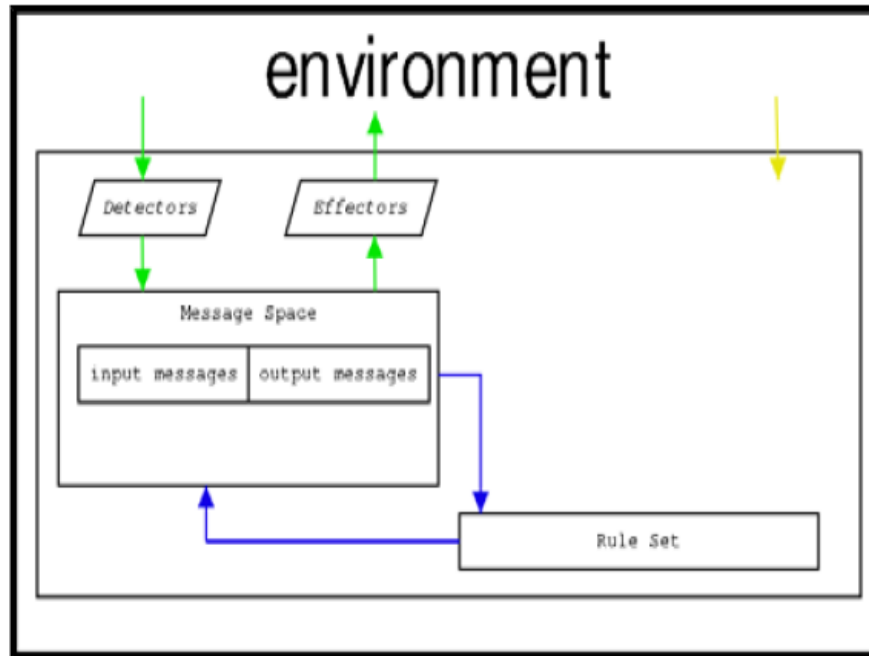 environment
Detectors
Effectors
Message Space
input messages
output messages
Rule Set